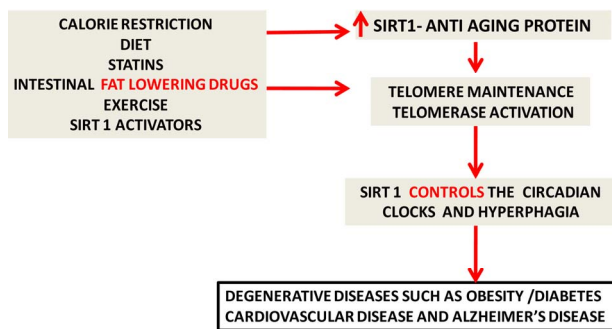 CALORIE RESTRICTION
DIET
STATINS
INTESTINAL FAT LOWERING DRUGS
EXERCISE
SIRT 1 ACTIVATORS
SIRT1- ANTI AGING PROTEIN
TELOMERE MAINTENANCE
TELOMERASE ACTIVATION
SIRT 1 CONTROLS THE CIRCADIAN
CLOCKS AND HYPERPHAGIA
DEGENERATIVE DISEASES SUCH AS OBESITY /DIABETES
CARDIOVASCULAR DISEASE AND ALZHEIMER'S DISEASE